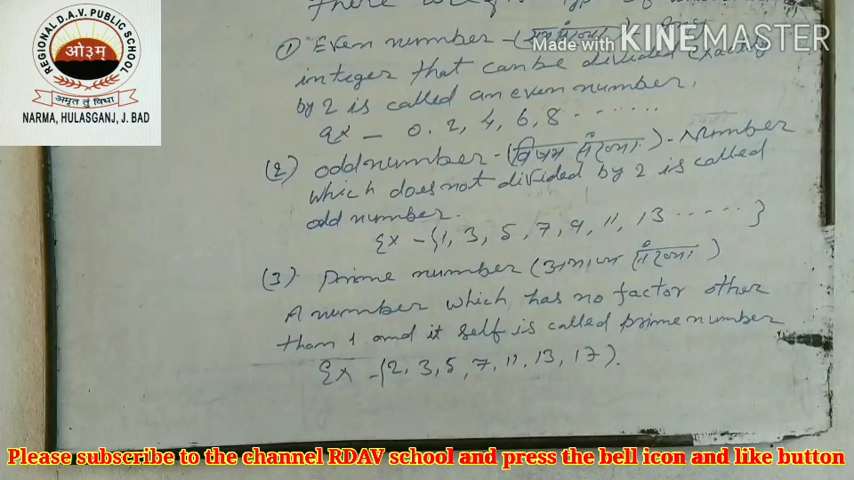 REGIONAL D.A.V. PUBLIC SCHOOL
ओ३म्
अमृतं तु विद्या
NARMA, HULASGANJ, J. BAD
Made with KINEMASTER
There
① Even number - (सम संख्या)
integer that can be divided exactly
by 2 is called an even number.
ex - 0. 2, 4, 6, 8 - - - - - - -
(2) odd number - (विषम संख्या) - Number
which does not divided by 2 is called
odd number.
Ex - {1, 3, 5, 7, 9, 11, 13 - - - - - }
(3) prime number (अभाज्य संख्या)
A number which has no factor other
than 1 and it self is called prime number
Ex - {2, 3, 5, 7, 11, 13, 17).
Please subscribe to the channel RDAV school and press the bell icon and like button